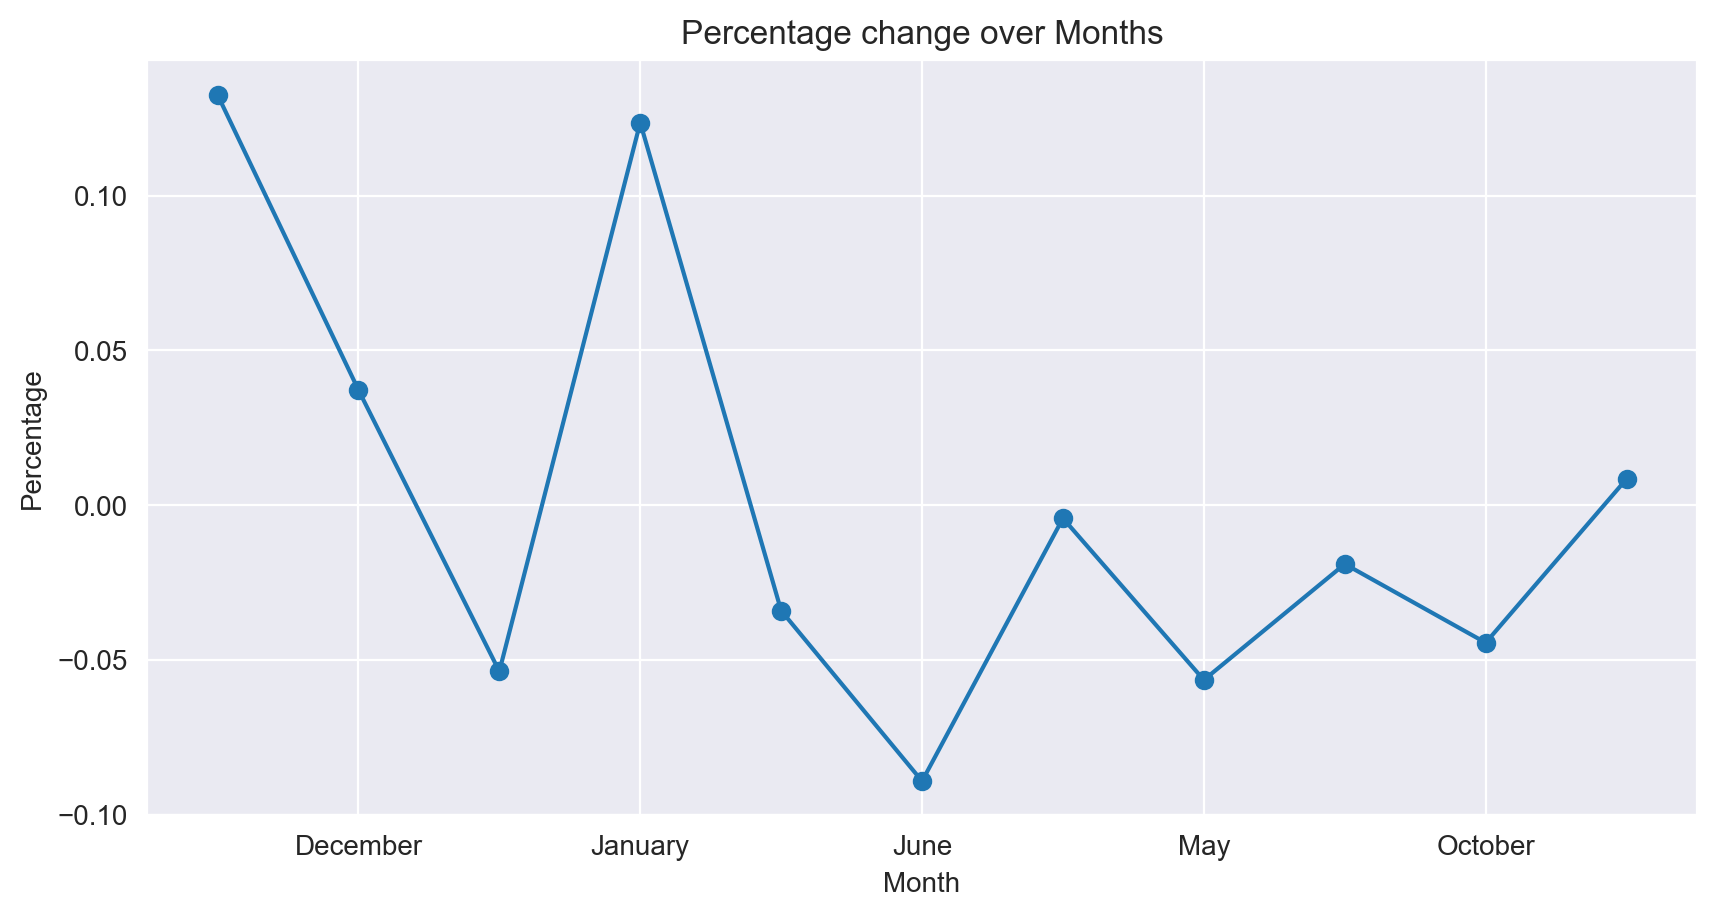 Percentage change over Months
0.10
0.05
0.00
−0.05
−0.10
Percentage
December January June May October
Month